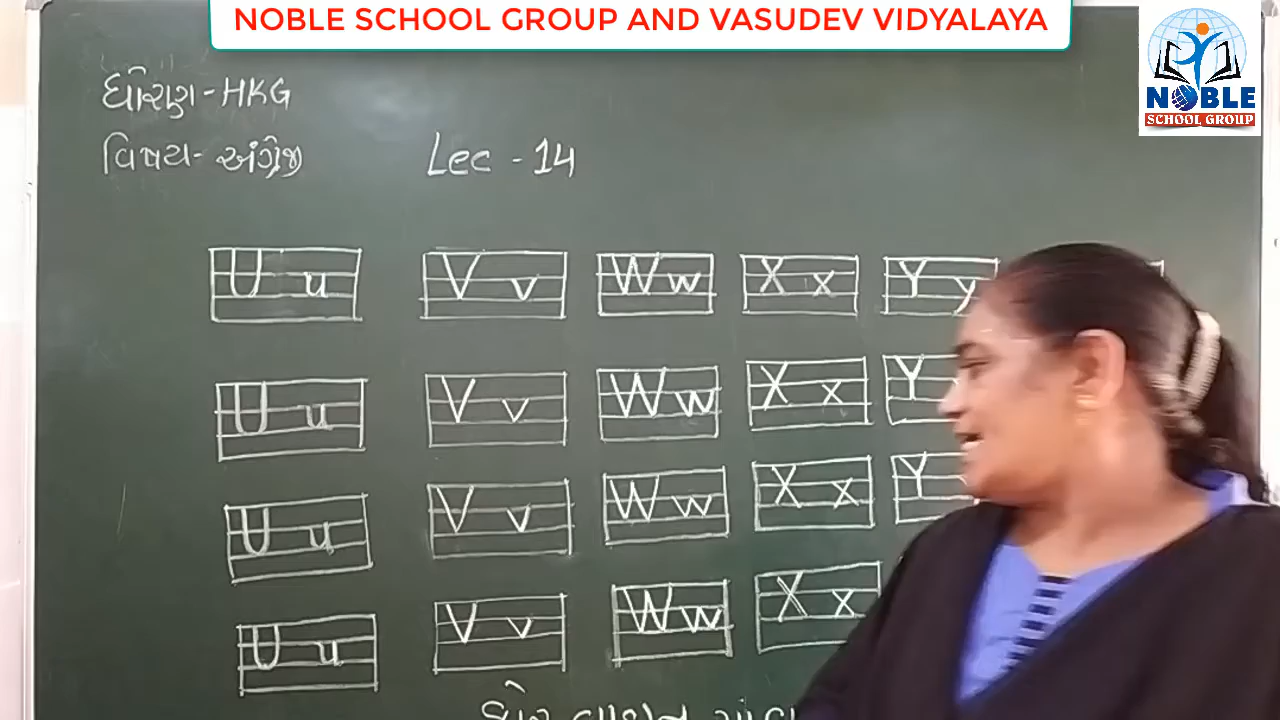 NOBLE SCHOOL GROUP AND VASUDEV VIDYALAYA
NOBLE
SCHOOL GROUP
ધોરણ - HKG
વિષય - અંગ્રેજી Lec - 14
U u V v W w X x Y y
U u V v W w X x Y
U u V v W w X x Y
U u V v W w X x